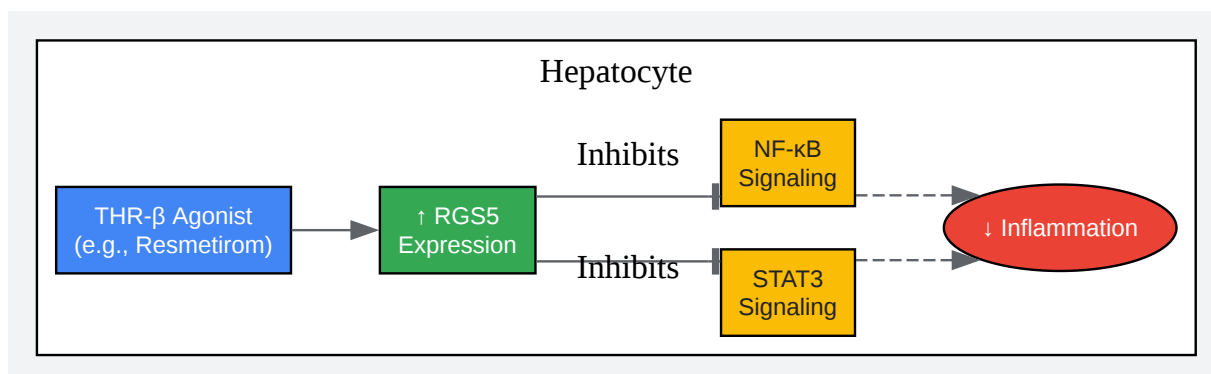 Hepatocyte
THR-β Agonist
(e.g., Resmetirom)
↑ RGS5
Expression
Inhibits
Inhibits
NF-κB
Signaling
STAT3
Signaling
↓ Inflammation